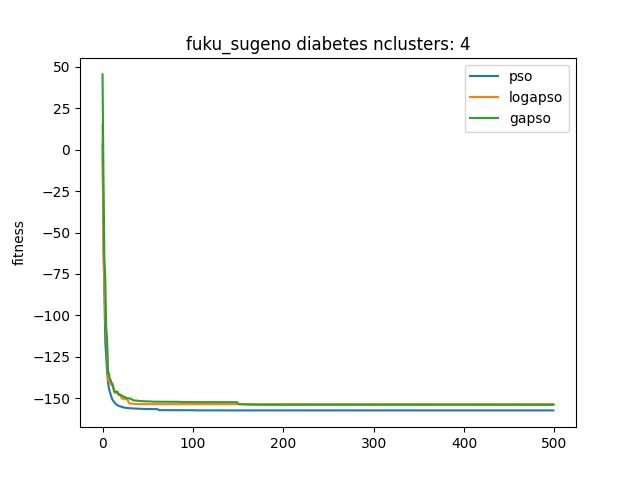 fuku_sugeno diabetes nclusters: 4
pso
logapso
gapso
fitness
50
25
0
−25
−50
−75
−100
−125
−150
0 100 200 300 400 500